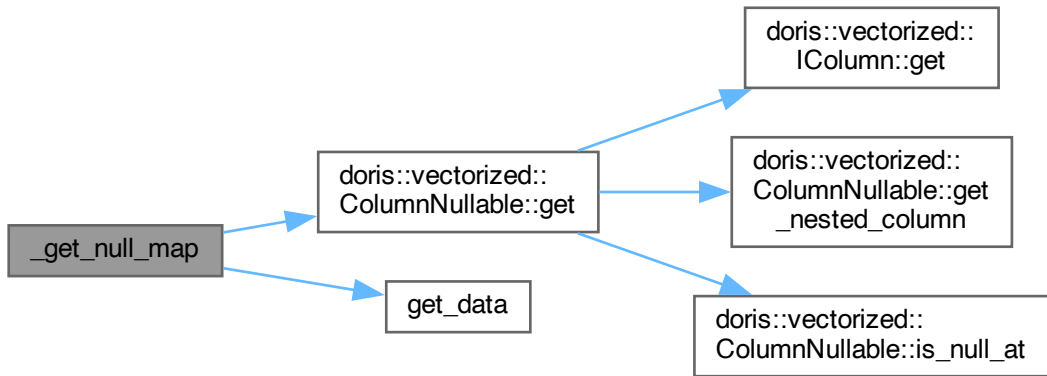 _get_null_map
doris::vectorized::
ColumnNullable::get
get_data
doris::vectorized::
IColumn::get
doris::vectorized::
ColumnNullable::get
_nested_column
doris::vectorized::
ColumnNullable::is_null_at